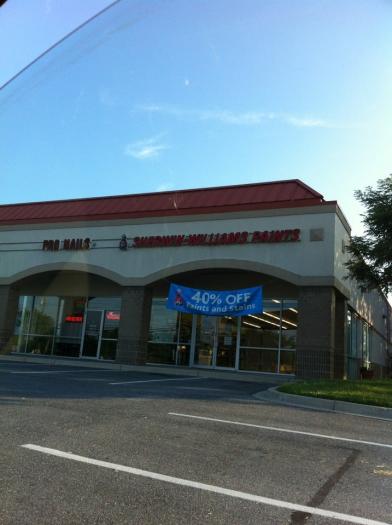 PRO NAILS
SHERWIN-WILLIAMS PAINTS
40% OFF
Paints and Stains